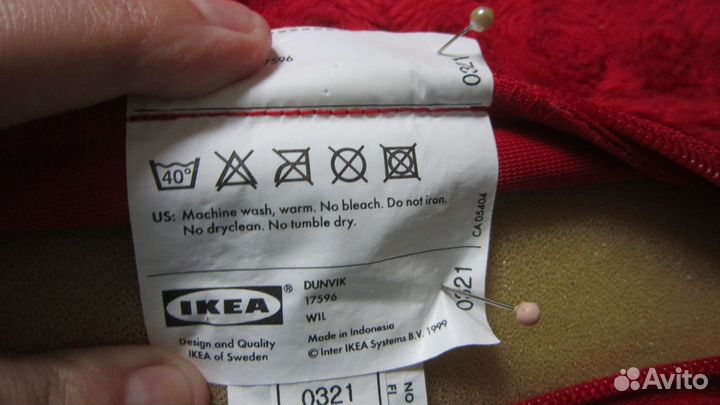 17596
0321
40°
US: Machine wash, warm. No bleach. Do not iron.
No dryclean. No tumble dry.
CA 05404
IKEA®
DUNVIK
17596
WIL
0321
Design and Quality
IKEA of Sweden
Made in Indonesia
© Inter IKEA Systems B.V. 1999
0321
NO
FL
Avito